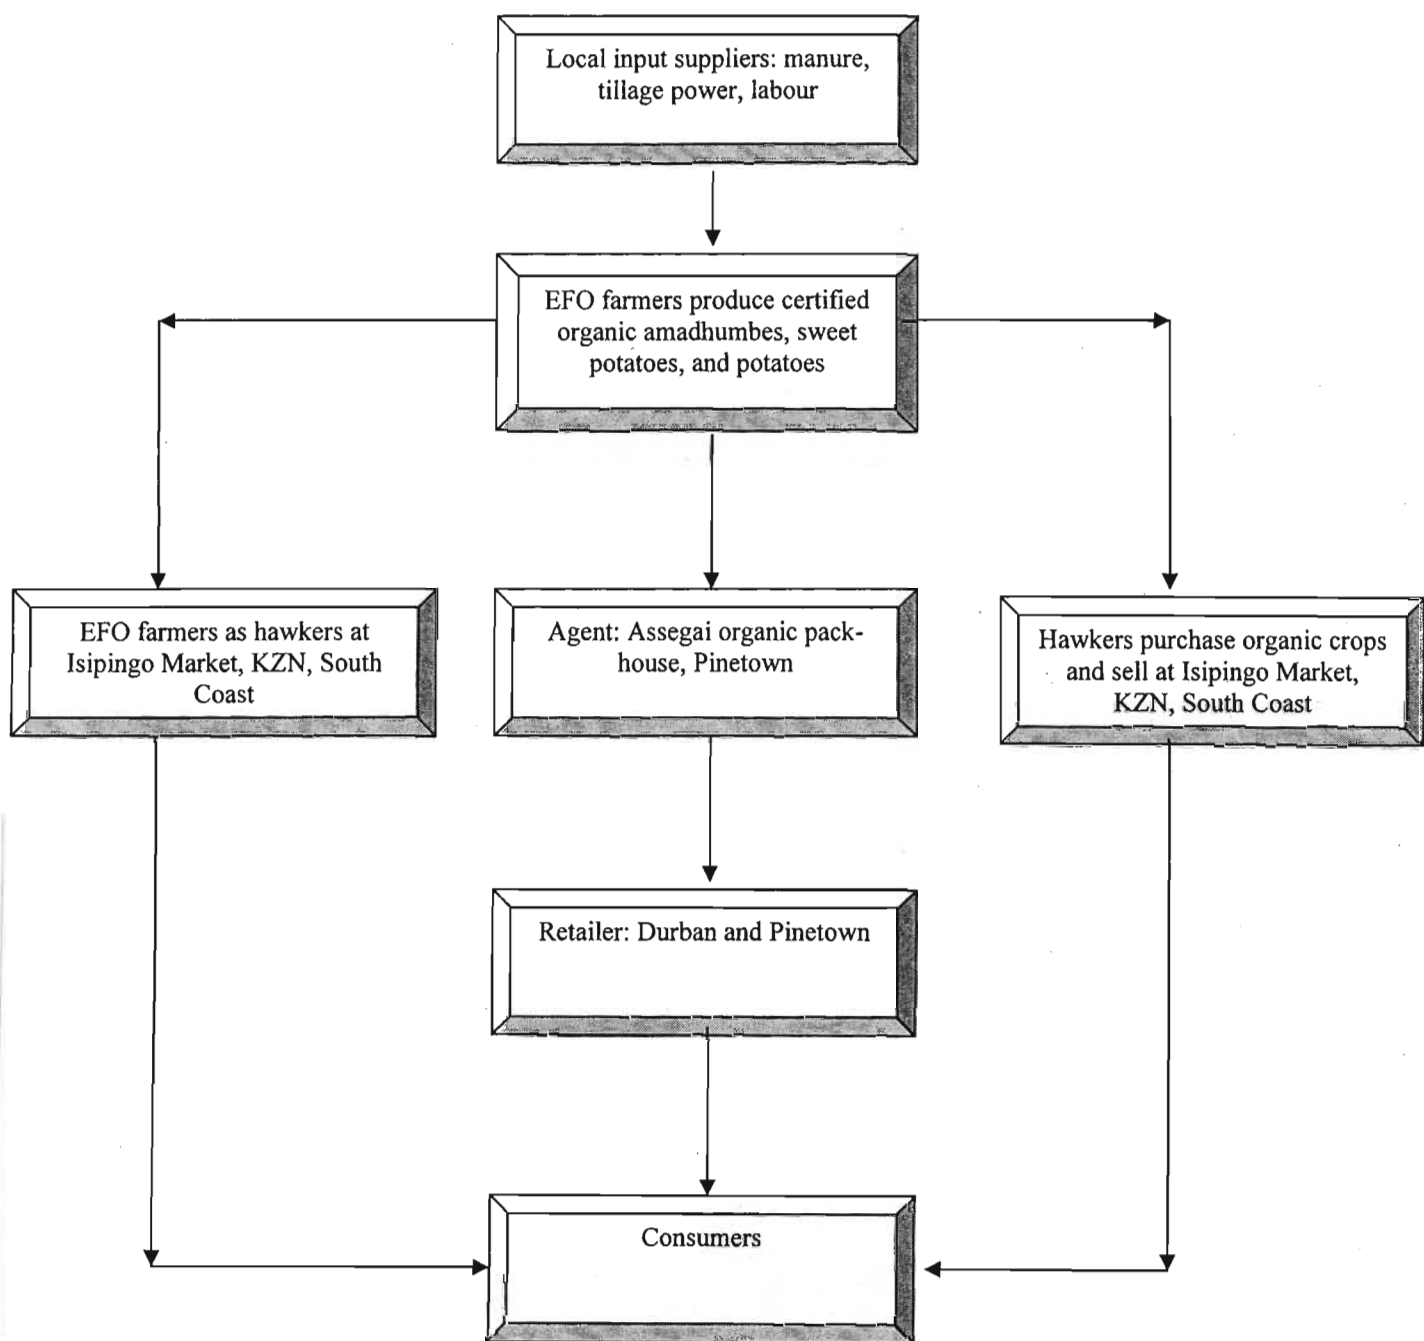 Local input suppliers: manure,
tillage power, labour
EFO farmers produce certified
organic amadhumbes, sweet
potatoes, and potatoes
EFO farmers as hawkers at
Isipingo Market, KZN, South
Coast
Agent: Assegai organic pack-
house, Pinetown
Hawkers purchase organic crops
and sell at Isipingo Market,
KZN, South Coast
Retailer: Durban and Pinetown
Consumers